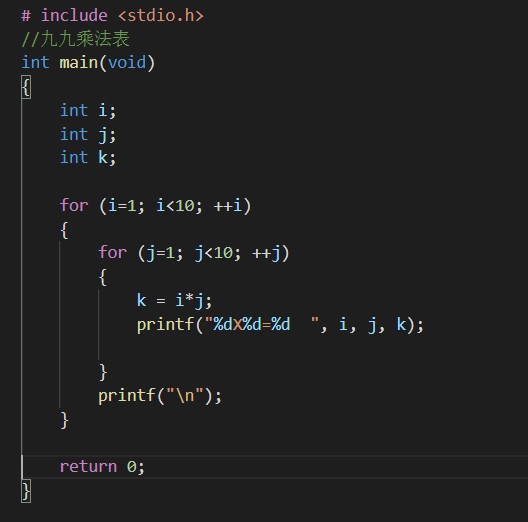 # include <stdio.h>
//九九乘法表
int main(void)
{
    int i;
    int j;
    int k;

    for (i=1; i<10; ++i)
    {
        for (j=1; j<10; ++j)
        {
            k = i*j;
            printf("%dX%d=%d  ", i, j, k);

        }
        printf("\n");
    }

    return 0;
}